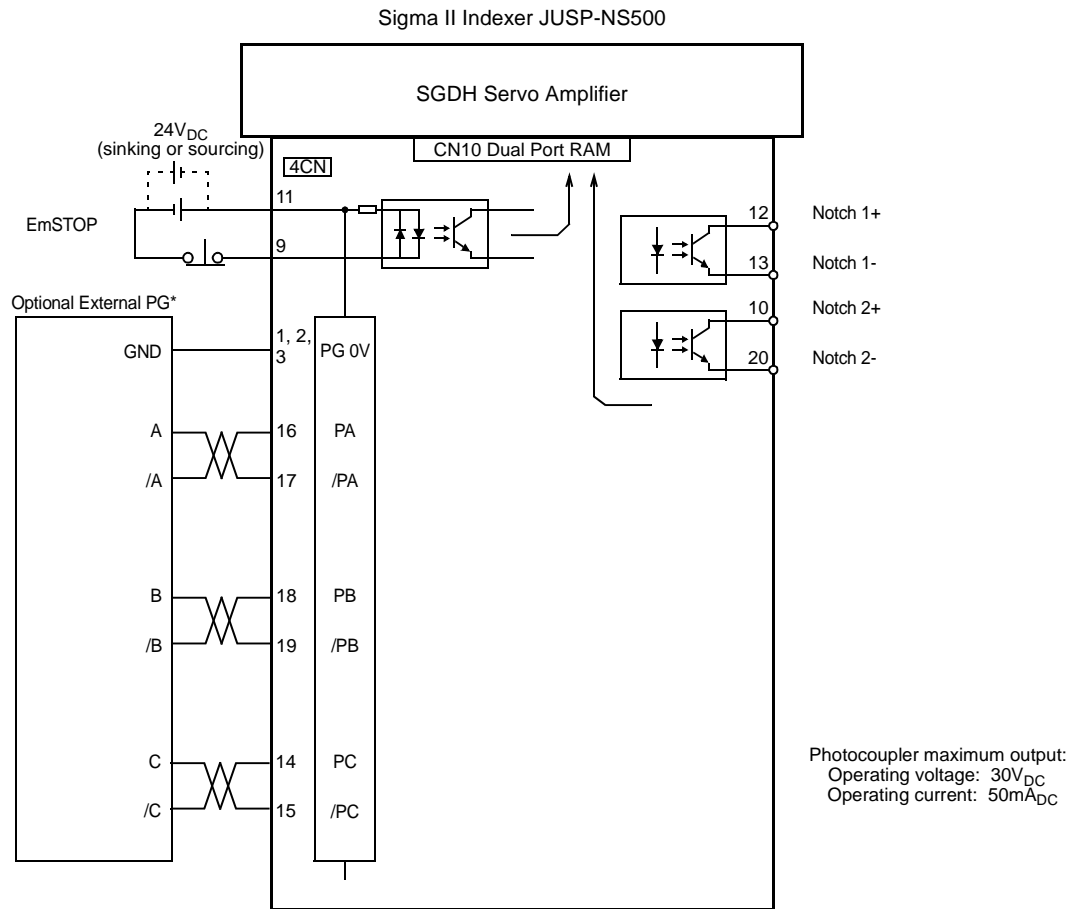 Sigma II Indexer JUSP-NS500
SGDH Servo Amplifier
24VDC
(sinking or sourcing)
CN10 Dual Port RAM
4CN
11
EmSTOP
9
12
Notch 1+
13
Notch 1-
10
Notch 2+
20
Notch 2-
Optional External PG*
GND
1, 2,
3
PG 0V
A
16
PA
/A
17
/PA
B
18
PB
/B
19
/PB
C
14
PC
/C
15
/PC
Photocoupler maximum output:
Operating voltage: 30VDC
Operating current: 50mADC